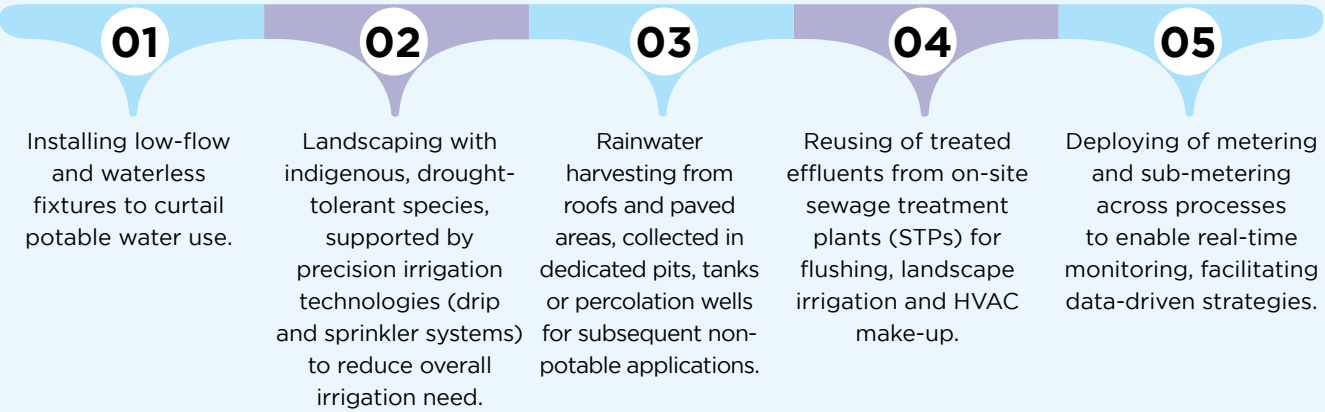 01
Installing low-flow
and waterless
fixtures to curtail
potable water use.
02
Landscaping with
indigenous, drought-
tolerant species,
supported by
precision irrigation
technologies (drip
and sprinkler systems)
to reduce overall
irrigation need.
03
Rainwater
harvesting from
roofs and paved
areas, collected in
dedicated pits, tanks
or percolation wells
for subsequent non-
potable applications.
04
Reusing of treated
effluents from on-site
sewage treatment
plants (STPs) for
flushing, landscape
irrigation and HVAC
make-up.
05
Deploying of metering
and sub-metering
across processes
to enable real-time
monitoring, facilitating
data-driven strategies.